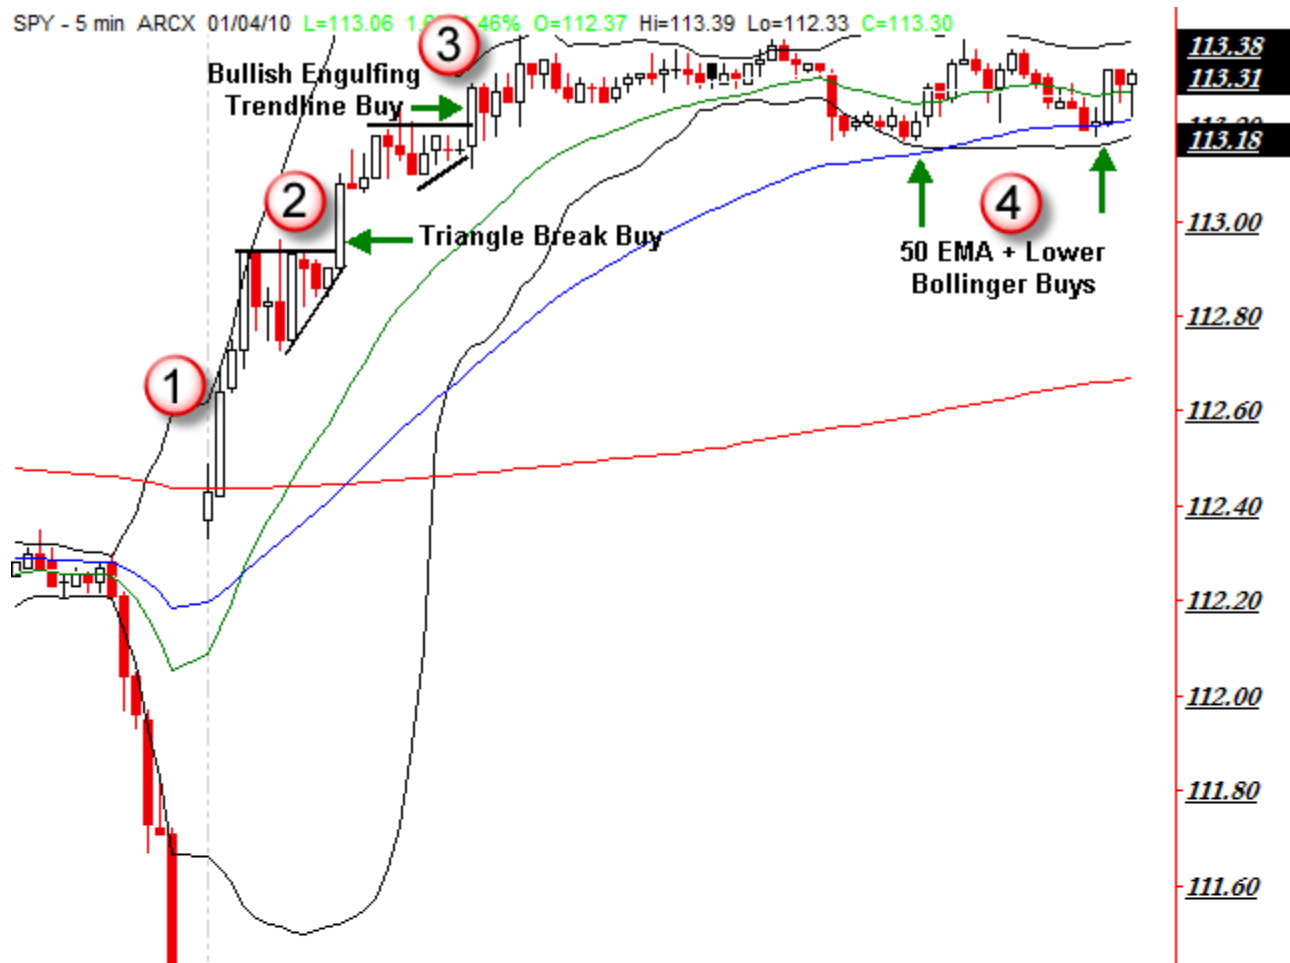 SPY - 5 min ARCX 01/04/10 L=113.06 O=112.37 Hi=113.39 Lo=112.33 C=113.30
3
Bullish Engulfing
Trendline Buy
2
Triangle Break Buy
1
4
50 EMA + Lower
Bollinger Buys
113.38
113.31
113.18
113.00
112.80
112.60
112.40
112.20
112.00
111.80
111.60